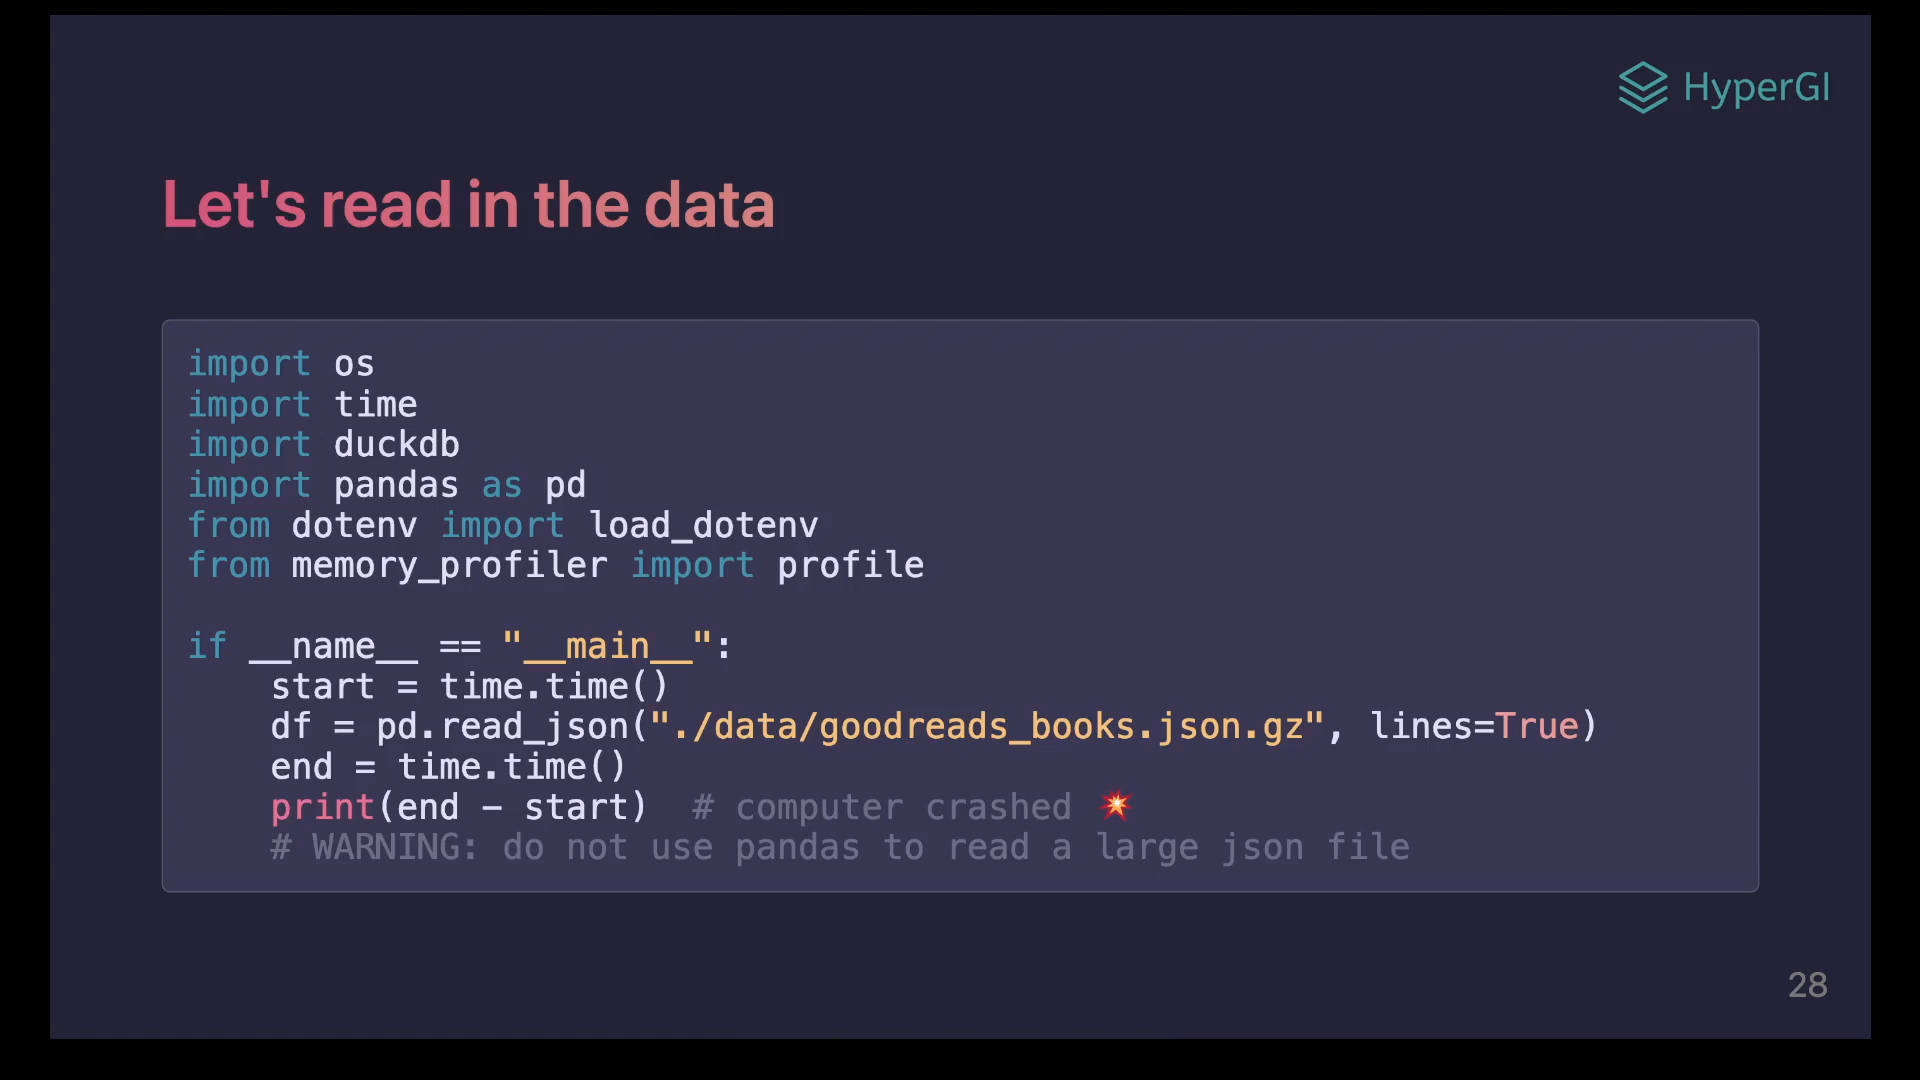 HyperGI
Let's read in the data
import os
import time
import duckdb
import pandas as pd
from dotenv import load_dotenv
from memory_profiler import profile
if __name__ == "__main__":
    start = time.time()
    df = pd.read_json("./data/goodreads_books.json.gz", lines=True)
    end = time.time()
    print(end - start)  # computer crashed 💥
    # WARNING: do not use pandas to read a large json file
28